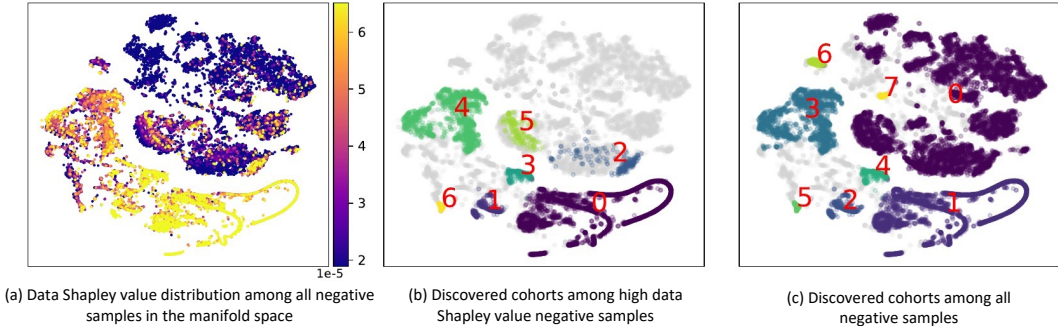 6
5
4
3
2
1e-5
4
5
2
3
6
1
0
6
7
0
3
4
5
2
1
(a) Data Shapley value distribution among all negative
samples in the manifold space
(b) Discovered cohorts among high data
Shapley value negative samples
(c) Discovered cohorts among all
negative samples